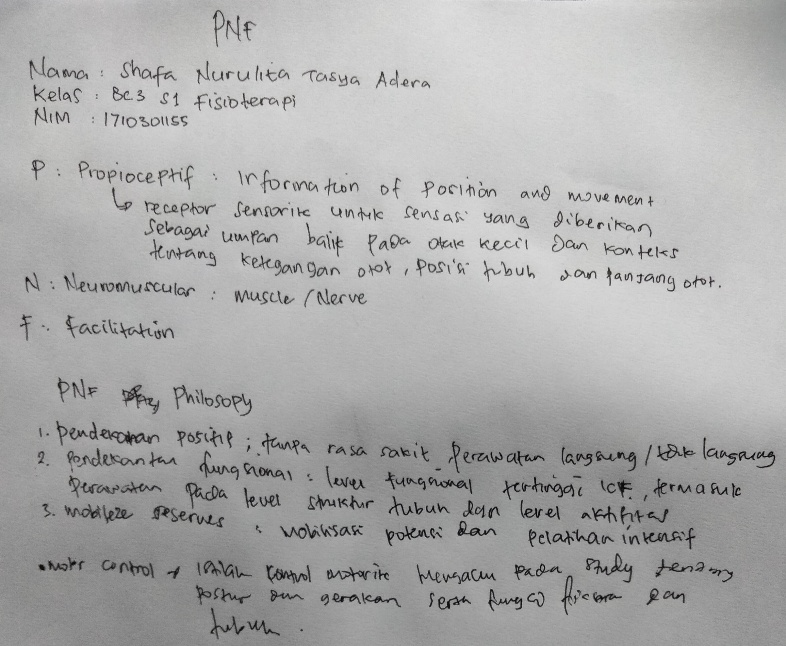 PNF
Nama : Shafa Nurulita Tasya Adera
Kelas : BC3 S1 Fisioterapi
NIM : 1710301155
P : Propioceptif : Information of Position and movement
↳ receptor sensorik untuk sensasi yang diberikan
sebagai umpan balik pada otak kecil dan konteks
tentang ketegangan otot, posisi tubuh dan panjang otot.
N : Neuromuscular : muscle / Nerve
F : Facilitation
PNF Philosopy
1. pendekatan positif ; tanpa rasa sakit perawatan langsung / tdk langsung
2. Pendekatan fungsional : level fungsional tertinggi ICF, termasuk
perawatan pada level struktur tubuh dan level aktifitas
3. mobilize reserves : mobilisasi potensi dan pelatihan intensif
• motor control → istilah kontrol motorik mengacu pada study tentang
postur dan gerakan serta fungsi dan
tubuh.